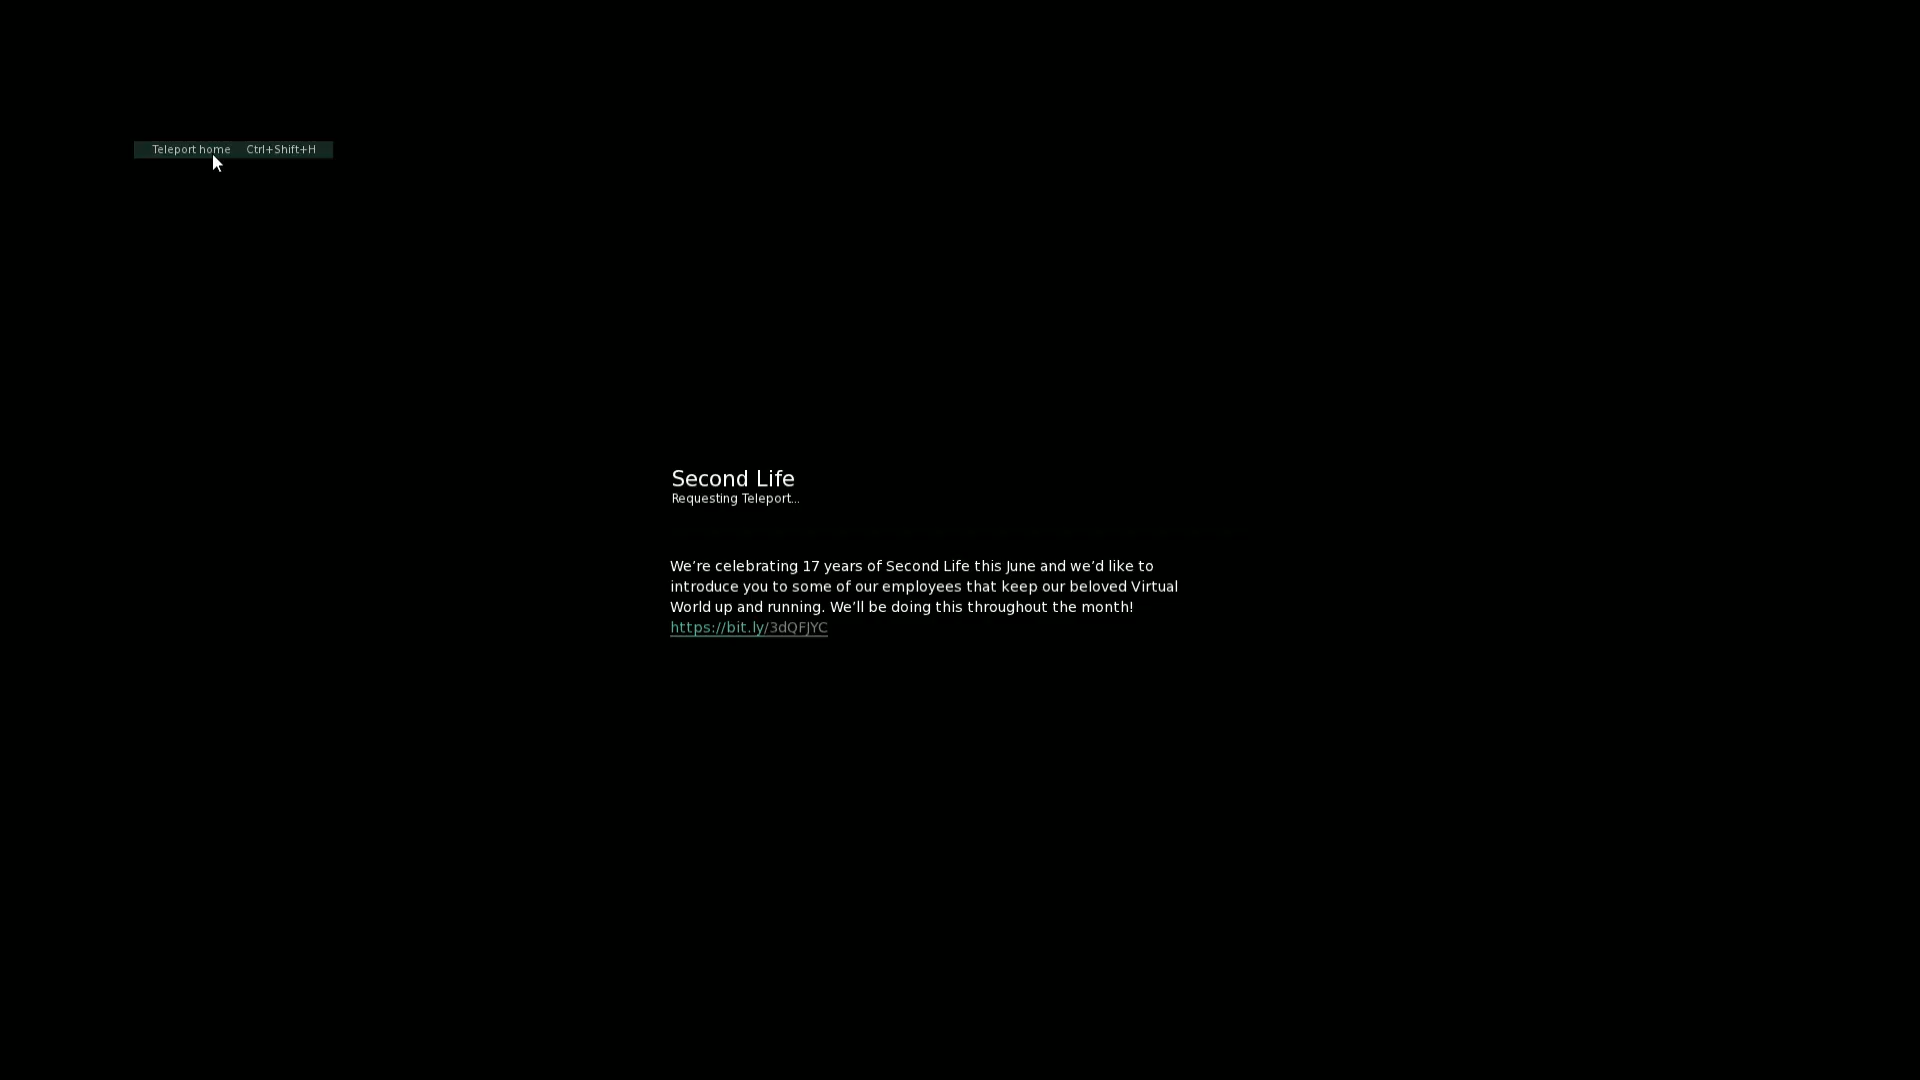 Teleport home Ctrl+Shift+H
Second Life
Requesting Teleport...
We’re celebrating 17 years of Second Life this June and we’d like to
introduce you to some of our employees that keep our beloved Virtual
World up and running. We’ll be doing this throughout the month!
https://bit.ly/3dQFJYC